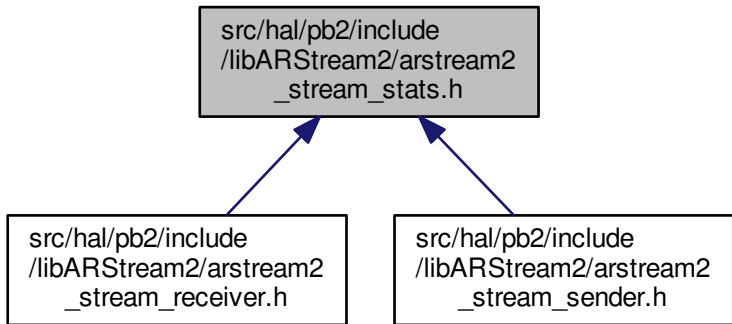 src/hal/pb2/include
/libARStream2/arstream2
_stream_stats.h
src/hal/pb2/include
/libARStream2/arstream2
_stream_receiver.h
src/hal/pb2/include
/libARStream2/arstream2
_stream_sender.h